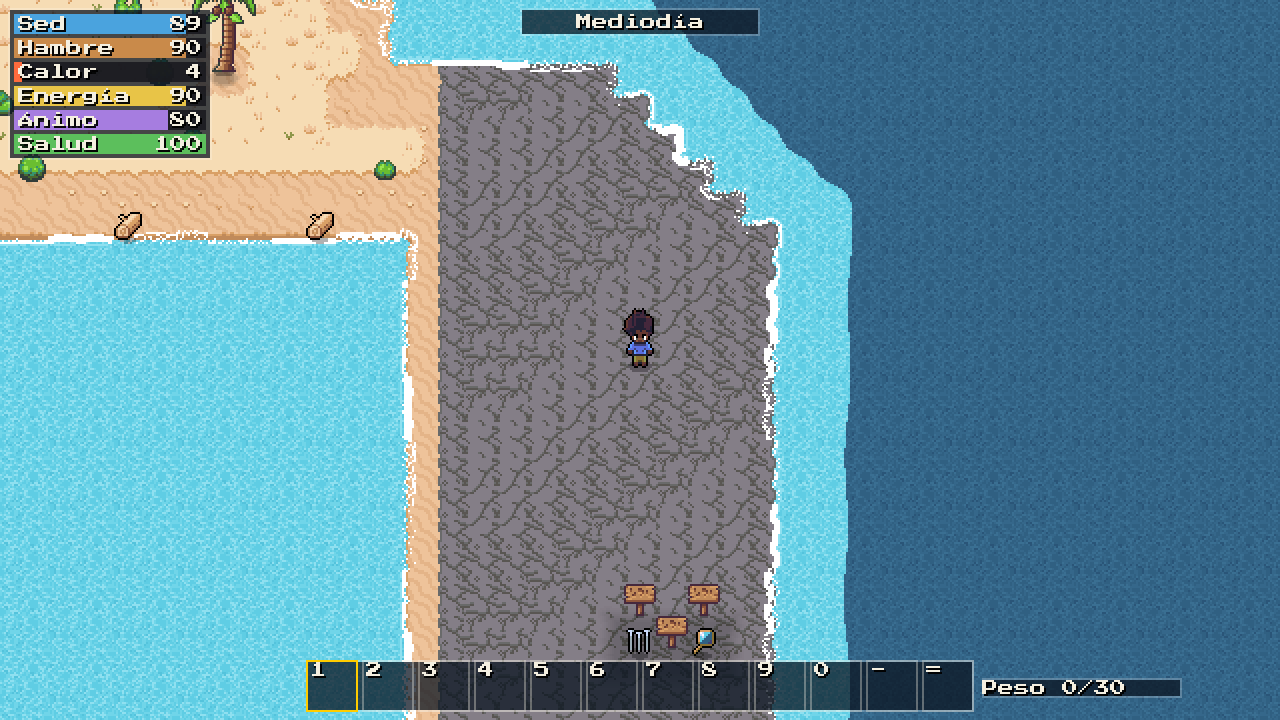 Mediodía
Sed 89
Hambre 90
Calor 4
Energía 90
Ánimo 80
Salud 100
1 2 3 4 5 6 7 8 9 0 - =
Peso 0/30